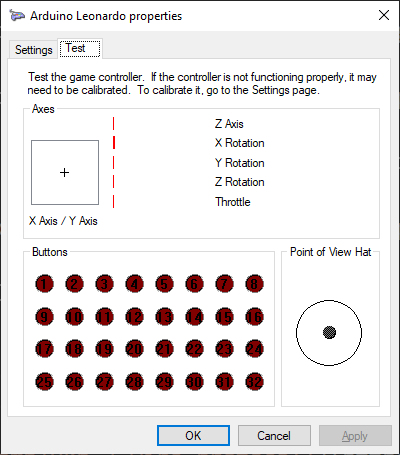 Arduino Leonardo properties
Settings
Test
Test the game controller. If the controller is not functioning properly, it may
need to be calibrated. To calibrate it, go to the Settings page.
Axes
Z Axis
X Rotation
Y Rotation
Z Rotation
Throttle
X Axis / Y Axis
Buttons
Point of View Hat
1 2 3 4 5 6 7 8
9 10 11 12 13 14 15 16
17 18 19 20 21 22 23 24
25 26 27 28 29 30 31 32
OK
Cancel
Apply